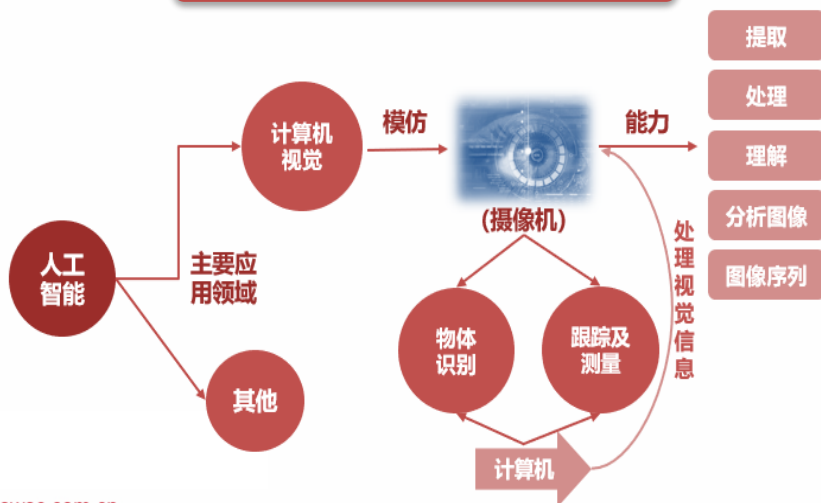 提取
处理
理解
分析图像
图像序列
计算机
视觉
模仿
能力
(摄像机)
人工
智能
主要应
用领域
其他
物体
识别
跟踪及
测量
处
理
视
觉
信
息
计算机